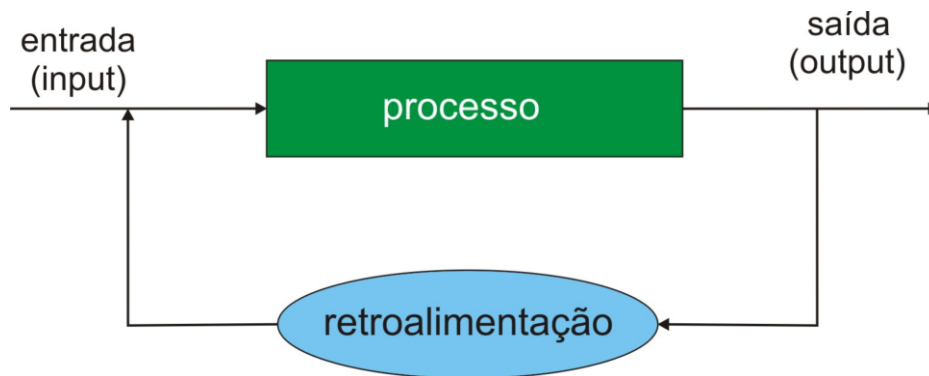 entrada
(input)
processo
saída
(output)
retroalimentação